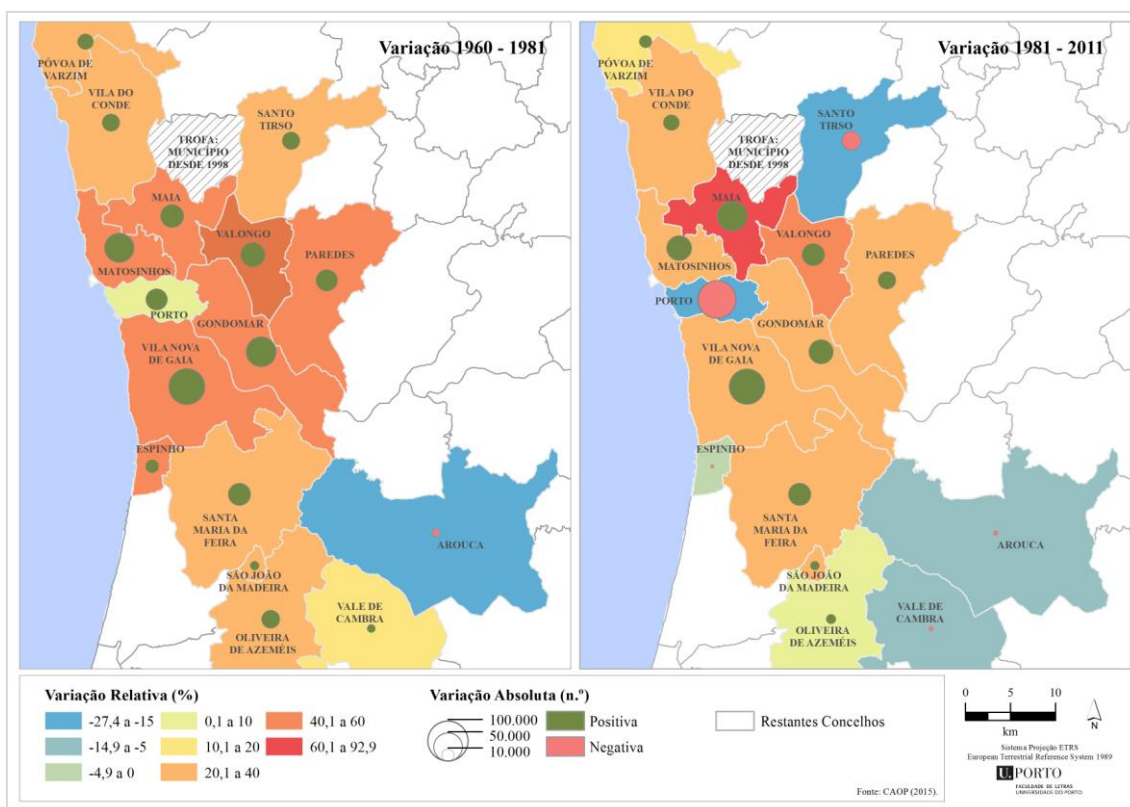 Variação 1960 - 1981
PÓVOA DE
VARZIM
VILA DO
CONDE
SANTO
TIRSO
TROFA:
MUNICÍPIO
DESDE 1998
MAIA
VALONGO
PAREDES
MATOSINHOS
PORTO
GONDOMAR
VILA NOVA
DE GAIA
ESPINHO
SANTA
MARIA DA
FEIRA
AROUCA
SÃO JOÃO
DA MADEIRA
VALE DE
CAMBRA
OLIVEIRA
DE AZEMÉIS
Variação 1981 - 2011
PÓVOA DE
VARZIM
VILA DO
CONDE
SANTO
TIRSO
TROFA:
MUNICÍPIO
DESDE 1998
MAIA
VALONGO
PAREDES
MATOSINHOS
PORTO
GONDOMAR
VILA NOVA
DE GAIA
ESPINHO
SANTA
MARIA DA
FEIRA
AROUCA
SÃO JOÃO
DA MADEIRA
VALE DE
CAMBRA
OLIVEIRA
DE AZEMÉIS
Variação Relativa (%)
-27,4 a -15
-14,9 a -5
-4,9 a 0
0,1 a 10
10,1 a 20
20,1 a 40
40,1 a 60
60,1 a 92,9
Variação Absoluta (n.º)
100.000
50.000
10.000
Positiva
Negativa
Restantes Concelhos
0 5 10
km
N
Sistema Projeção ETRS
European Terrestrial Reference System 1989
U. PORTO
FACULDADE DE LETRAS
UNIVERSIDADE DO PORTO
Fonte: CAOP (2015).